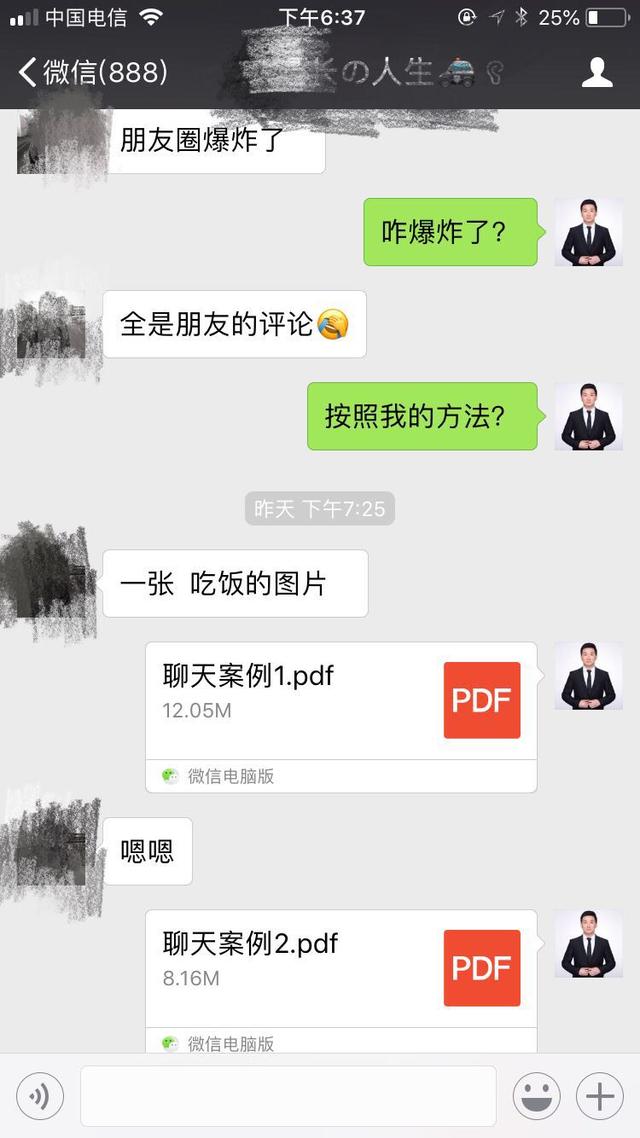 中国电信
下午6:37
25%
微信(888)
长の人生
朋友圈爆炸了
咋爆炸了?
全是朋友的评论
按照我的方法?
昨天 下午7:25
一张 吃饭的图片
聊天案例1.pdf
12.05M
PDF
微信电脑版
嗯嗯
聊天案例2.pdf
8.16M
PDF
微信电脑版